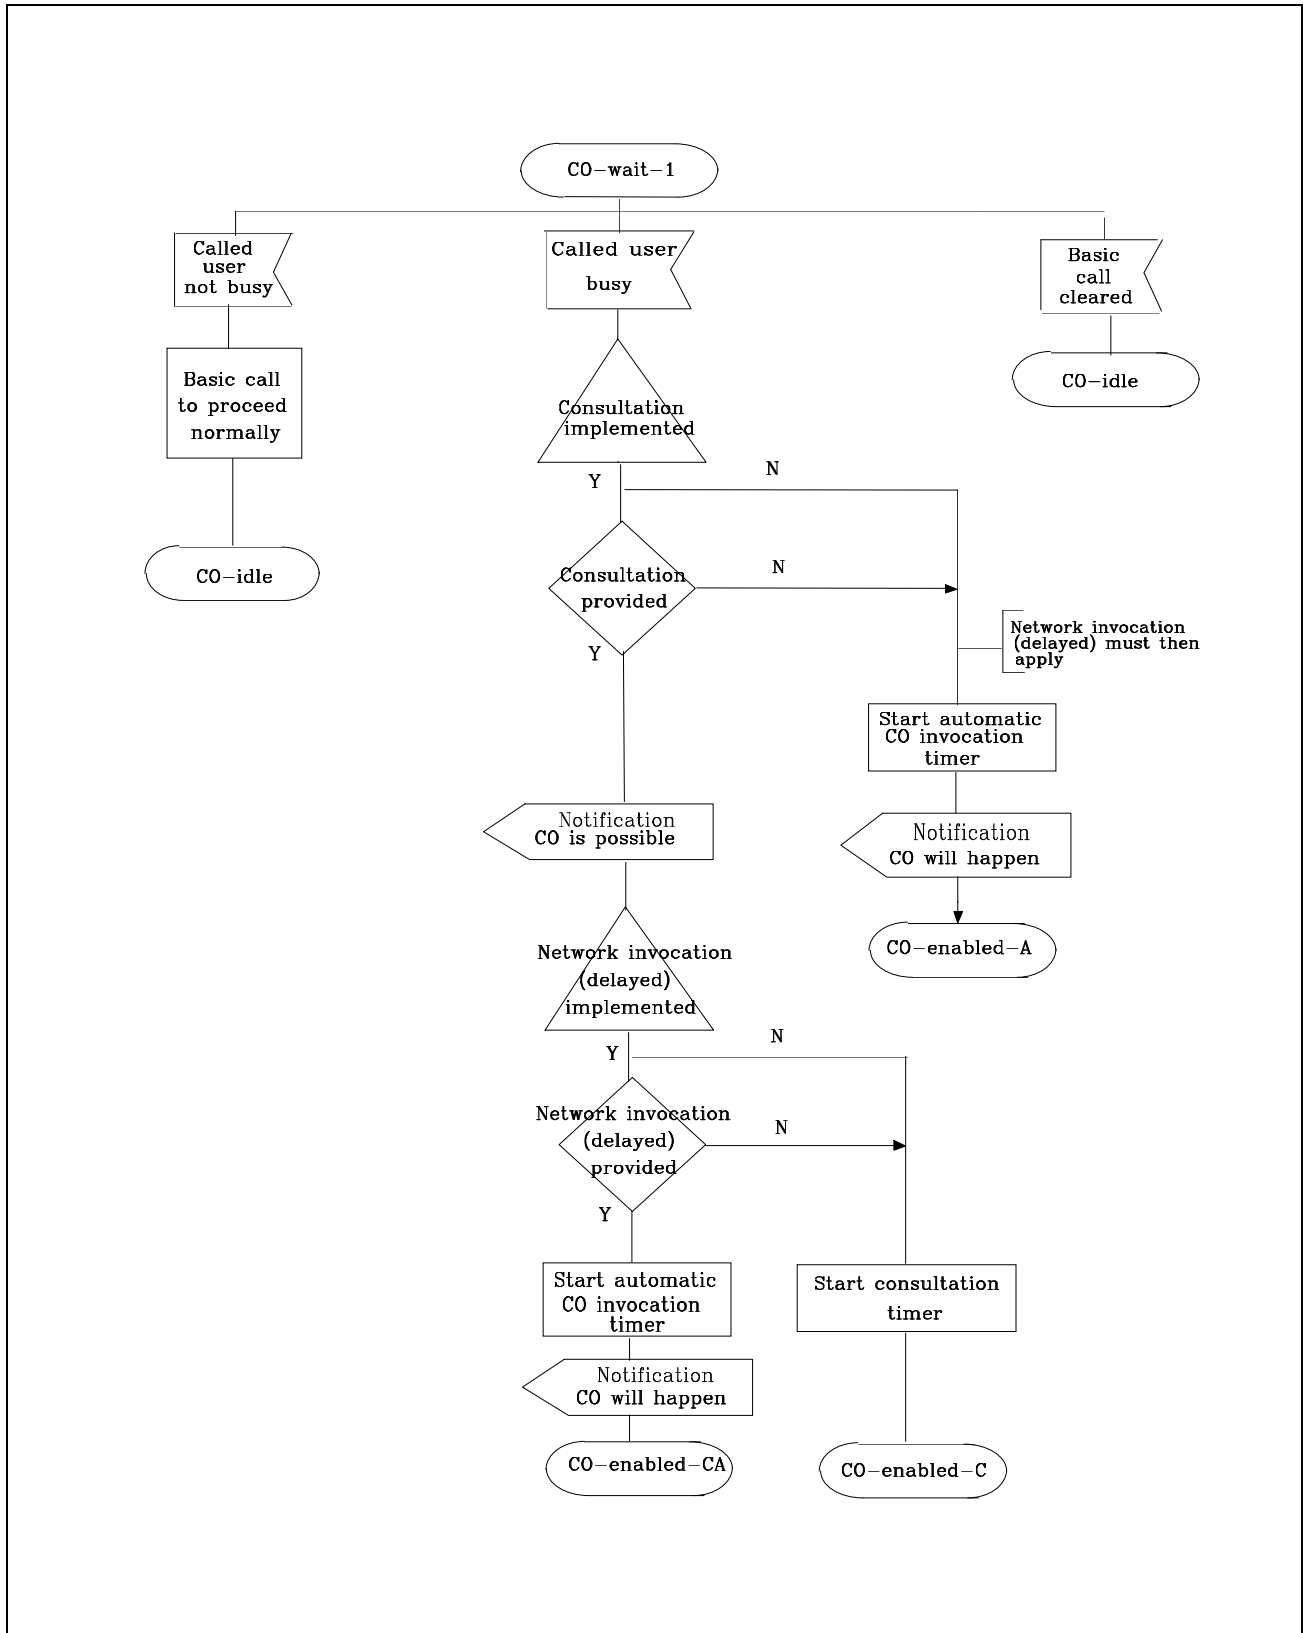 CO-wait-1
Called
user
not busy
Called user
busy
Basic
call
cleared
Basic call
to proceed
normally
CO-idle
CO-idle
Consultation
implemented
Y
N
Consultation
provided
N
Y
Network invocation
(delayed) must then
apply
Start automatic
CO invocation
timer
Notification
CO is possible
Notification
CO will happen
CO-enabled-A
Network invocation
(delayed)
implemented
Y
N
Network invocation
(delayed)
provided
N
Y
Start automatic
CO invocation
timer
Start consultation
timer
Notification
CO will happen
CO-enabled-CA
CO-enabled-C